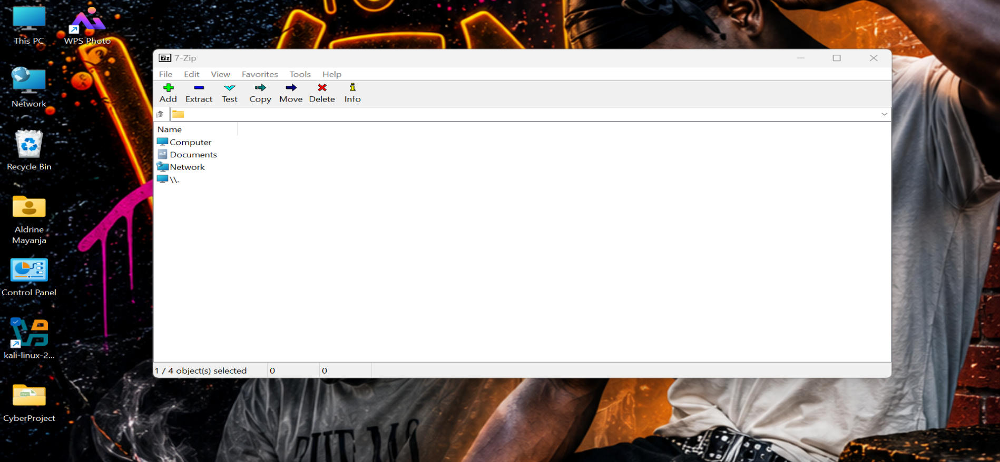 This PC
WPS Photo
Network
Recycle Bin
Aldrine
Mayanja
Control Panel
kali-linux-2...
CyberProject
7z 7-Zip
File Edit View Favorites Tools Help
Add Extract Test Copy Move Delete Info
Name
Computer
Documents
Network
\\.
1 / 4 object(s) selected 0 0